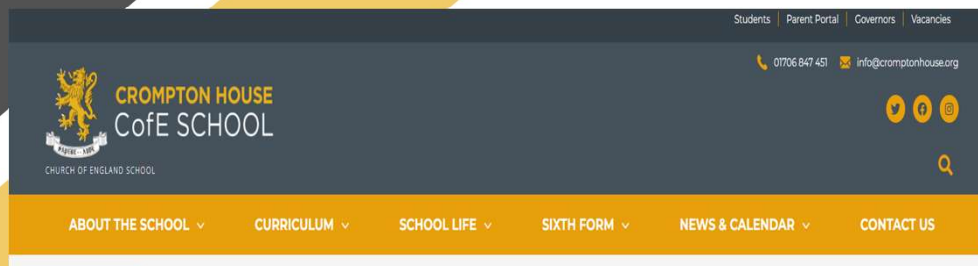 Students Parent Portal Governors Vacancies
01706 847 451 info@cromptonhouse.org
CROMPTON HOUSE
CofE SCHOOL
CHURCH OF ENGLAND SCHOOL
ABOUT THE SCHOOL CURRICULUM SCHOOL LIFE SIXTH FORM NEWS & CALENDAR CONTACT US